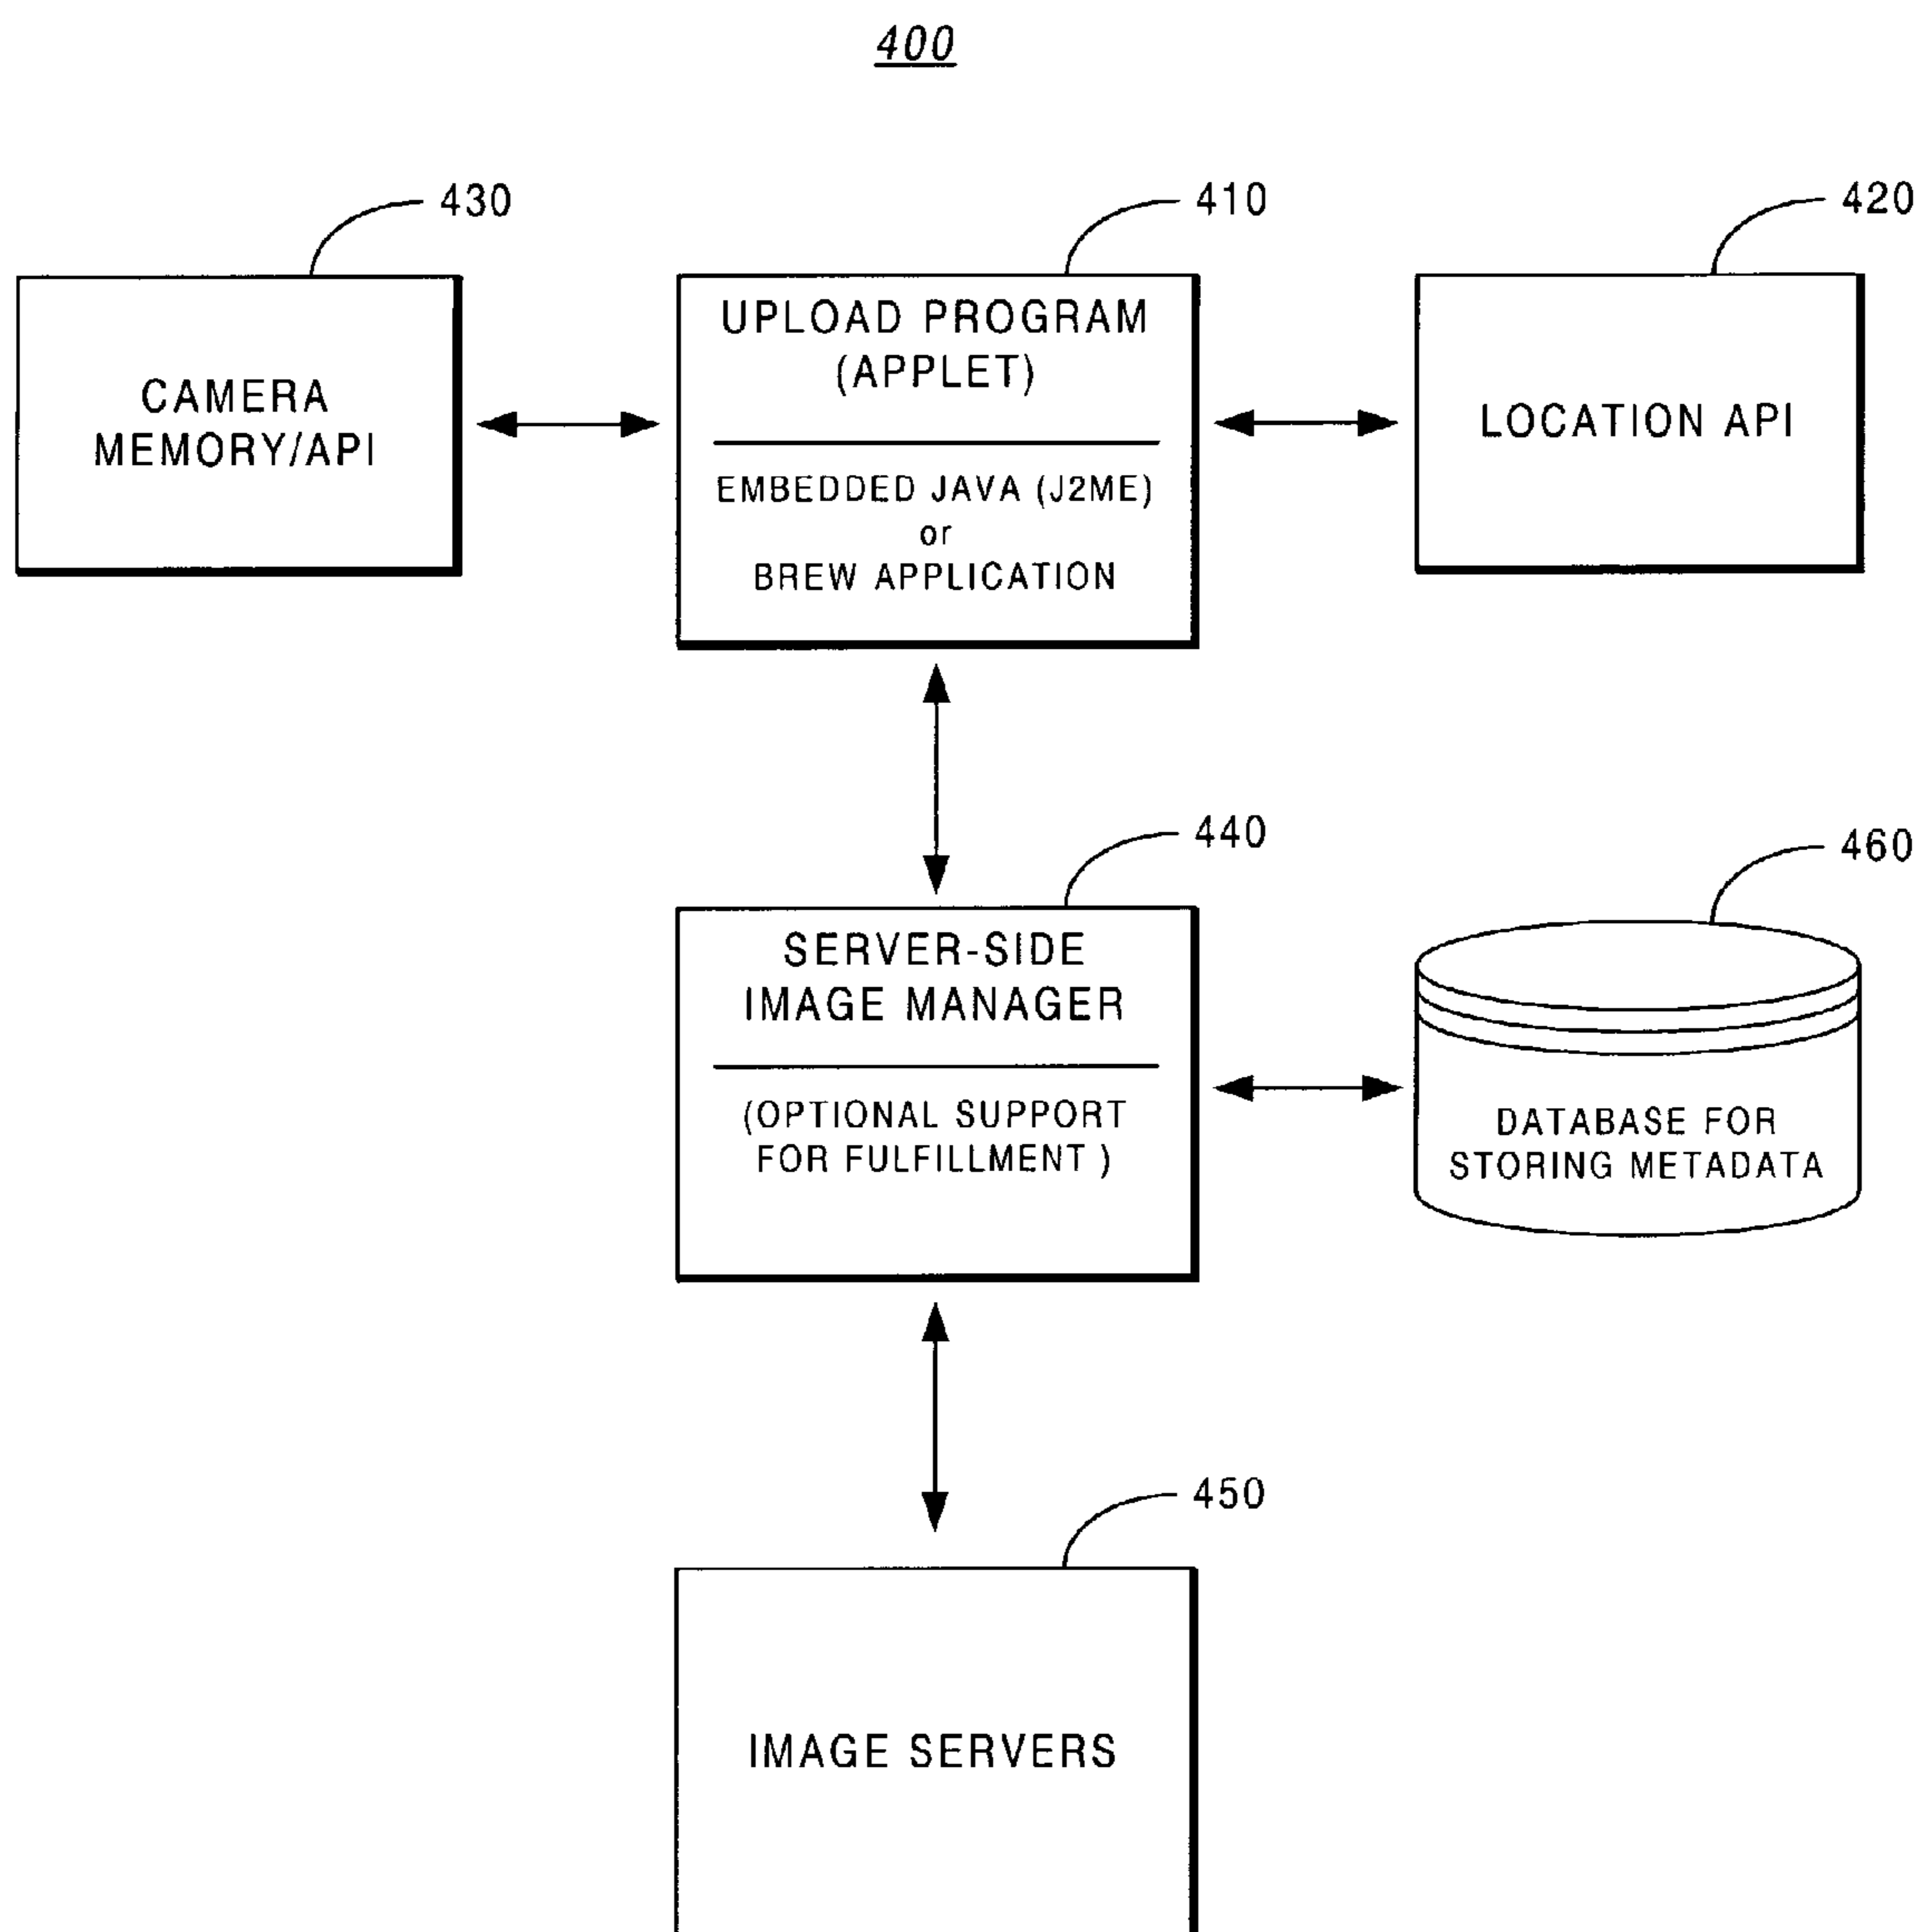 400
430
410
420
CAMERA
MEMORY/API
UPLOAD PROGRAM
(APPLET)
EMBEDDED JAVA (J2ME)
or
BREW APPLICATION
LOCATION API
440
460
SERVER-SIDE
IMAGE MANAGER
(OPTIONAL SUPPORT
FOR FULFILLMENT )
DATABASE FOR
STORING METADATA
450
IMAGE SERVERS